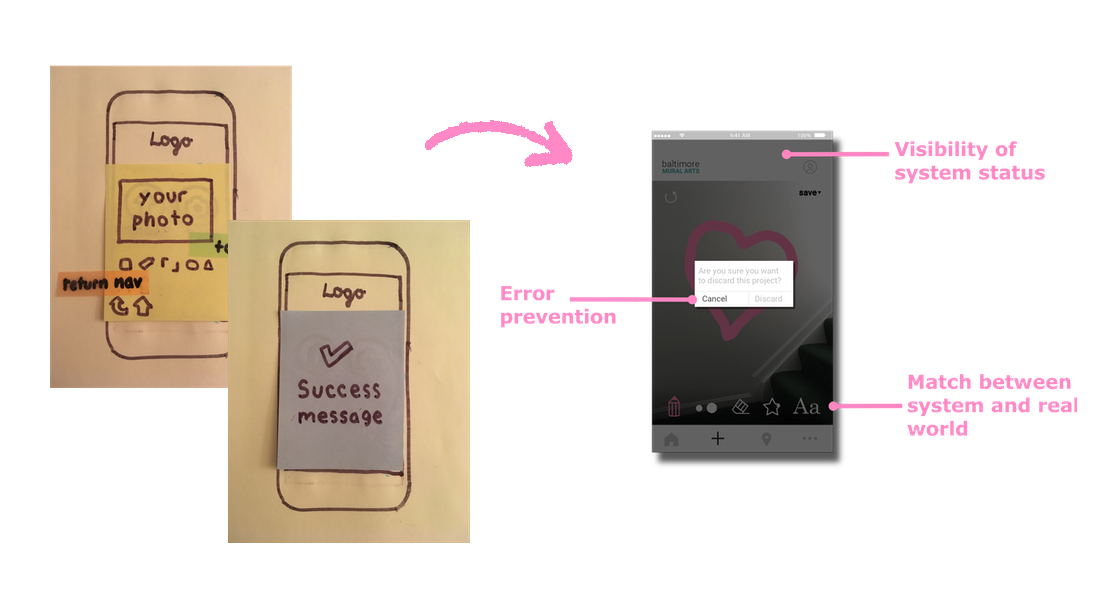 Logo
your
photo
return nav
Logo
Success
message
9:41 AM
100%
baltimore
MURAL ARTS
save
Are you sure you want
to discard this project?
Cancel
Discard
Aa
Visibility of
system status
Error
prevention
Match between
system and real
world